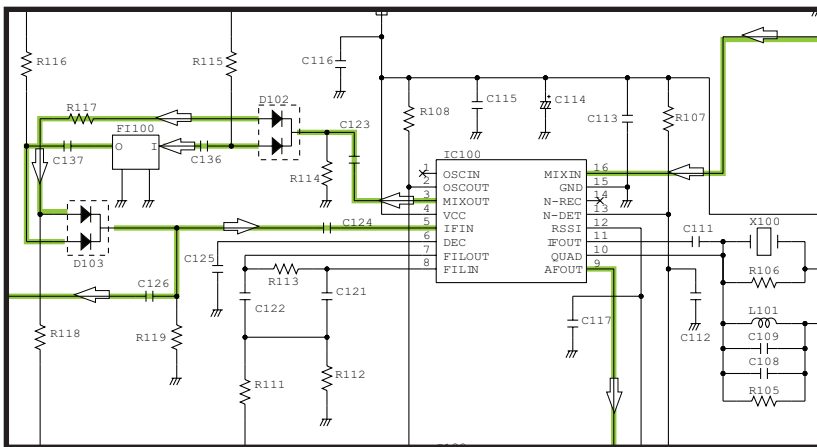 R116
R115
C116
R117
D102
FI100
O I
C137
C136
C123
R114
R108
C115
C114
C113
R107
IC100
1 OSCIN MIXIN 16
2 OSCOUT GND 15
3 MIXOUT N-REC 14
4 VCC N-DET 13
5 IFIN RSSI 12
6 DEC IFOUT 11
7 FILOUT QUAD 10
8 FILIN AFOUT 9
C124
D103
C125
C126
R113
C122
C121
R118
R119
R111
R112
C117
C111
X100
R106
C112
L101
C109
C108
R105